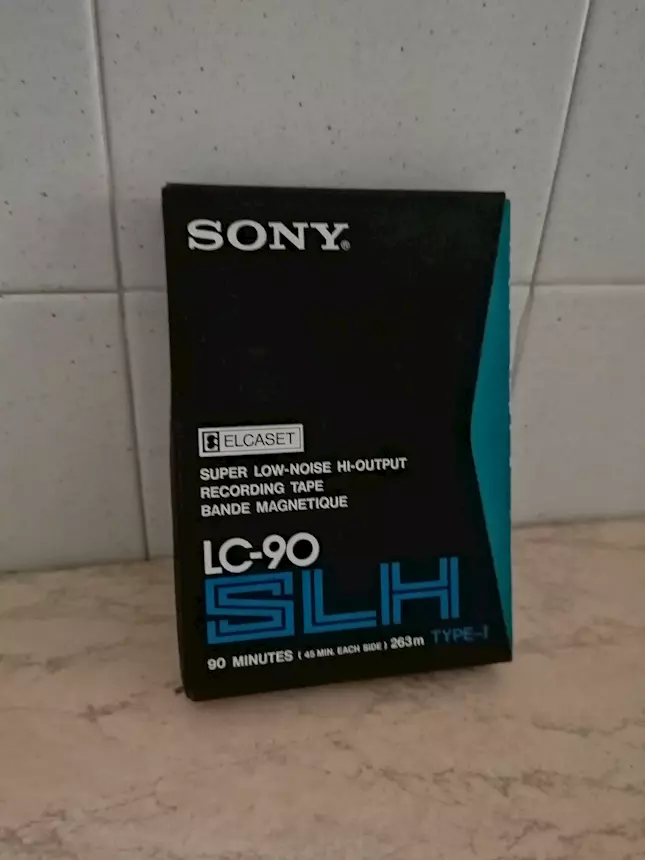 SONY®
ELCASET
SUPER LOW-NOISE HI-OUTPUT
RECORDING TAPE
BANDE MAGNETIQUE
LC-90
SLH
TYPE-I
90 MINUTES ( 45 MIN. EACH SIDE ) 263m